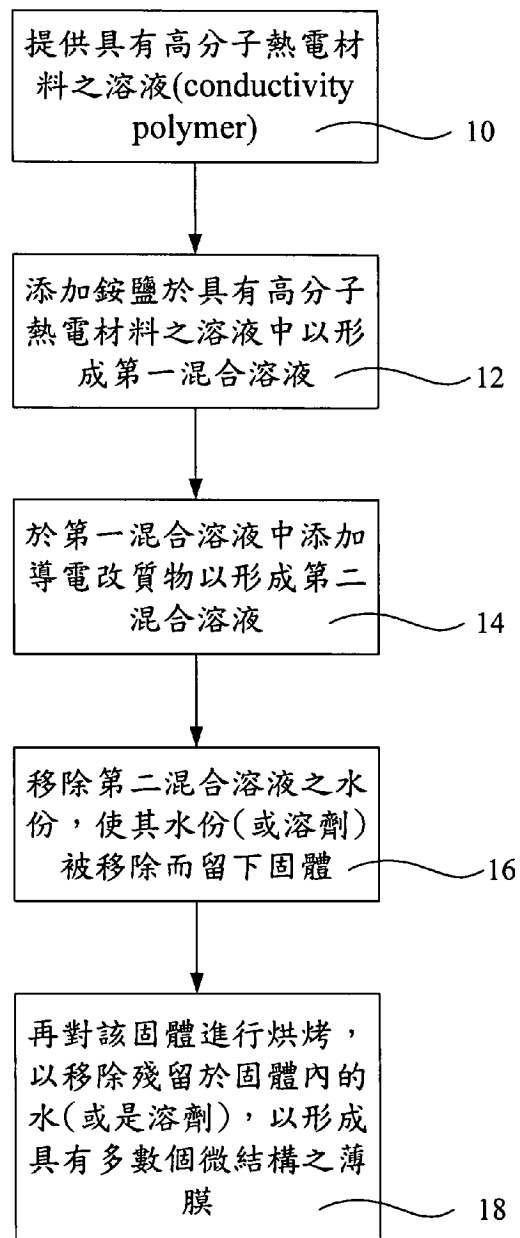 提供具有高分子熱電材
料之溶液(conductivity
polymer)
10
添加銨鹽於具有高分子
熱電材料之溶液中以形
成第一混合溶液
12
於第一混合溶液中添加
導電改質物以形成第二
混合溶液
14
移除第二混合溶液之水
份，使其水份(或溶劑)
被移除而留下固體
16
再對該固體進行烘烤，
以移除殘留於固體內的
水(或是溶劑)，以形成
具有多數個微結構之薄
膜
18